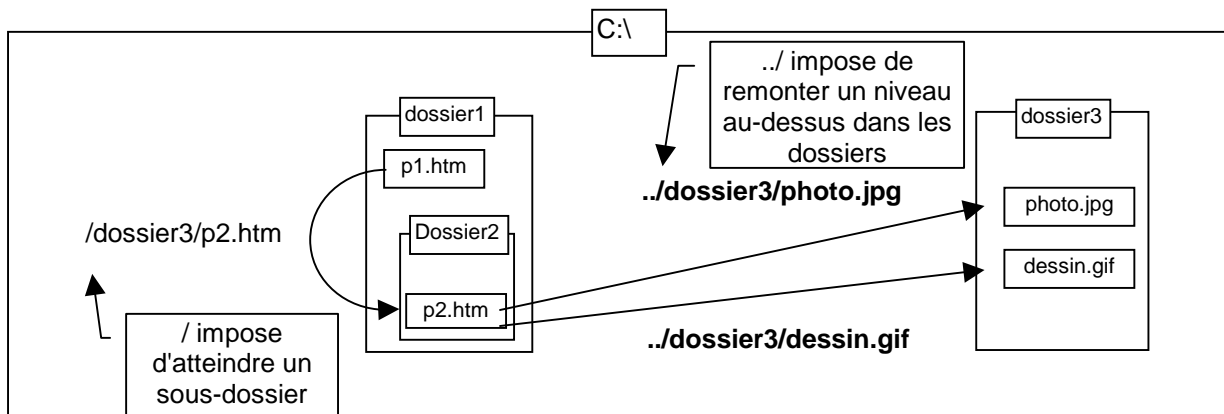 C:\
../ impose de
remonter un niveau
au-dessus dans les
dossiers
dossier1
dossier3
p1.htm
../dossier3/photo.jpg
photo.jpg
/dossier3/p2.htm
Dossier2
dessin.gif
p2.htm
../dossier3/dessin.gif
/ impose
d'atteindre un
sous-dossier